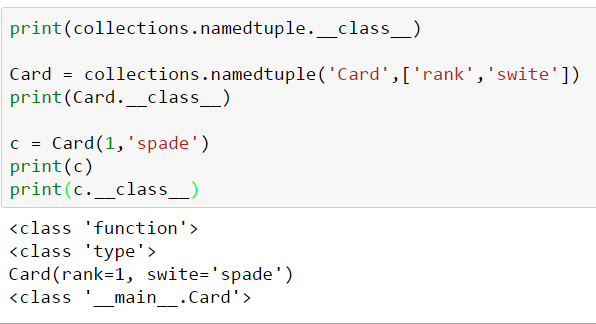 print(collections.namedtuple.__class__)
Card = collections.namedtuple('Card',['rank','swite'])
print(Card.__class__)
c = Card(1,'spade')
print(c)
print(c.__class__)
<class 'function'>
<class 'type'>
Card(rank=1, swite='spade')
<class '__main__.Card'>